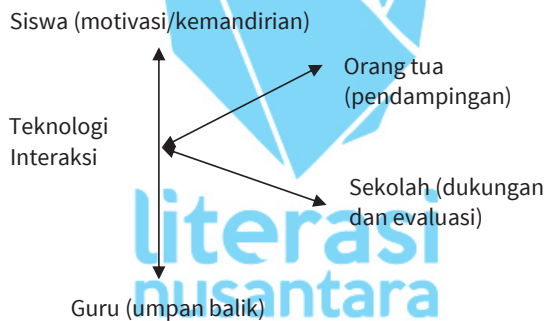 Siswa (motivasi/kemandirian)
Orang tua
(pendampingan)
Teknologi
Interaksi
Sekolah (dukungan
dan evaluasi)
literasi
nusantara
Guru (umpan balik)